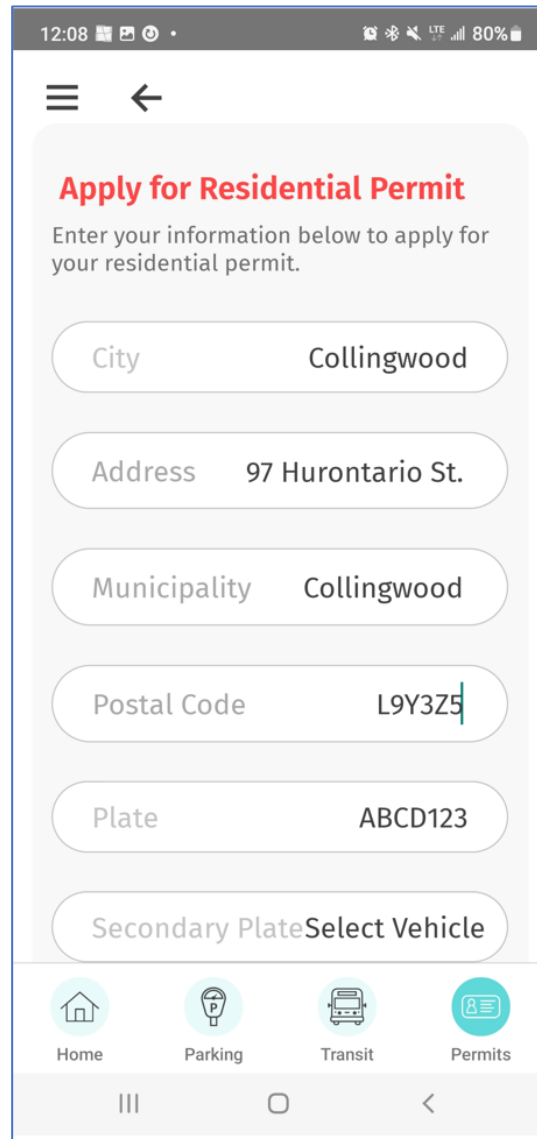 12:08 LTE 80%
Apply for Residential Permit
Enter your information below to apply for
your residential permit.
City Collingwood
Address 97 Hurontario St.
Municipality Collingwood
Postal Code L9Y3Z5
Plate ABCD123
Secondary Plate Select Vehicle
P
Home Parking Transit Permits